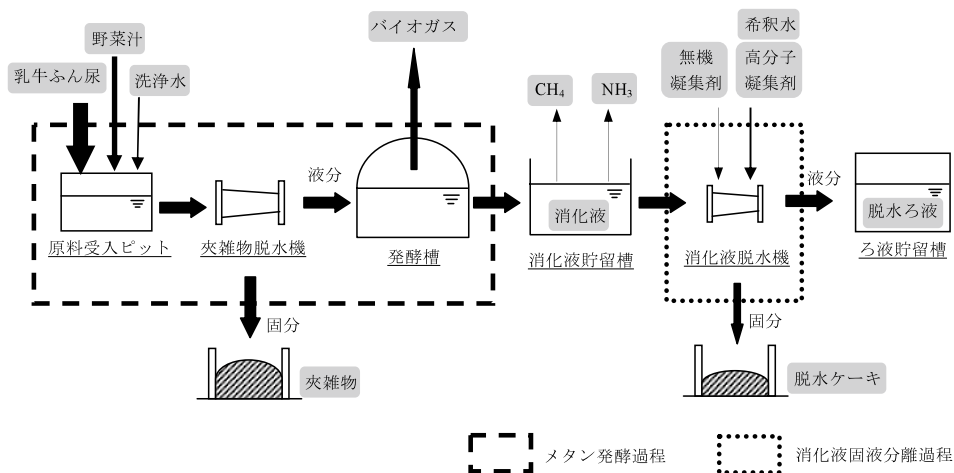 バイオガス
野菜汁
乳牛ふん尿
洗浄水
希釈水
無機
凝集剤
高分子
凝集剤
CH₄
NH₃
液分
消化液
液分
脱水ろ液
原料受入ピット
夾雑物脱水機
発酵槽
消化液貯留槽
消化液脱水機
ろ液貯留槽
固分
固分
夾雑物
脱水ケーキ
メタン発酵過程
消化液固液分離過程